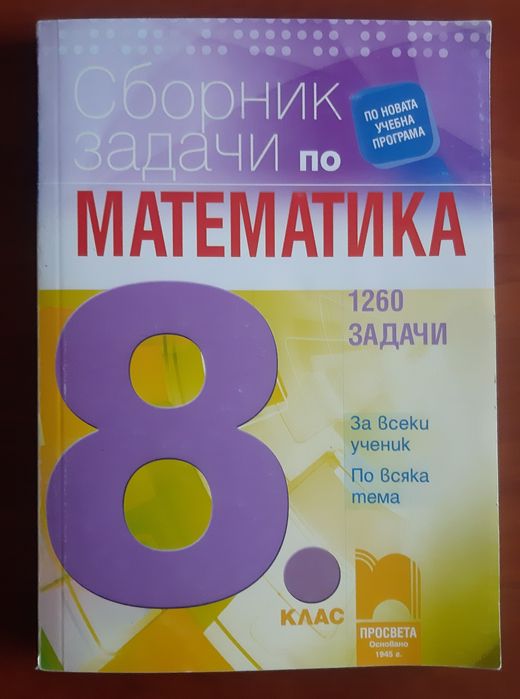 Сборник
задачи по
МАТЕМАТИКА
ПО НОВАТА
УЧЕБНА
ПРОГРАМА
1260
ЗАДАЧИ
8.
КЛАС
За всеки
ученик
По всяка
тема
ПРОСВЕТА
Основано
1945 г.